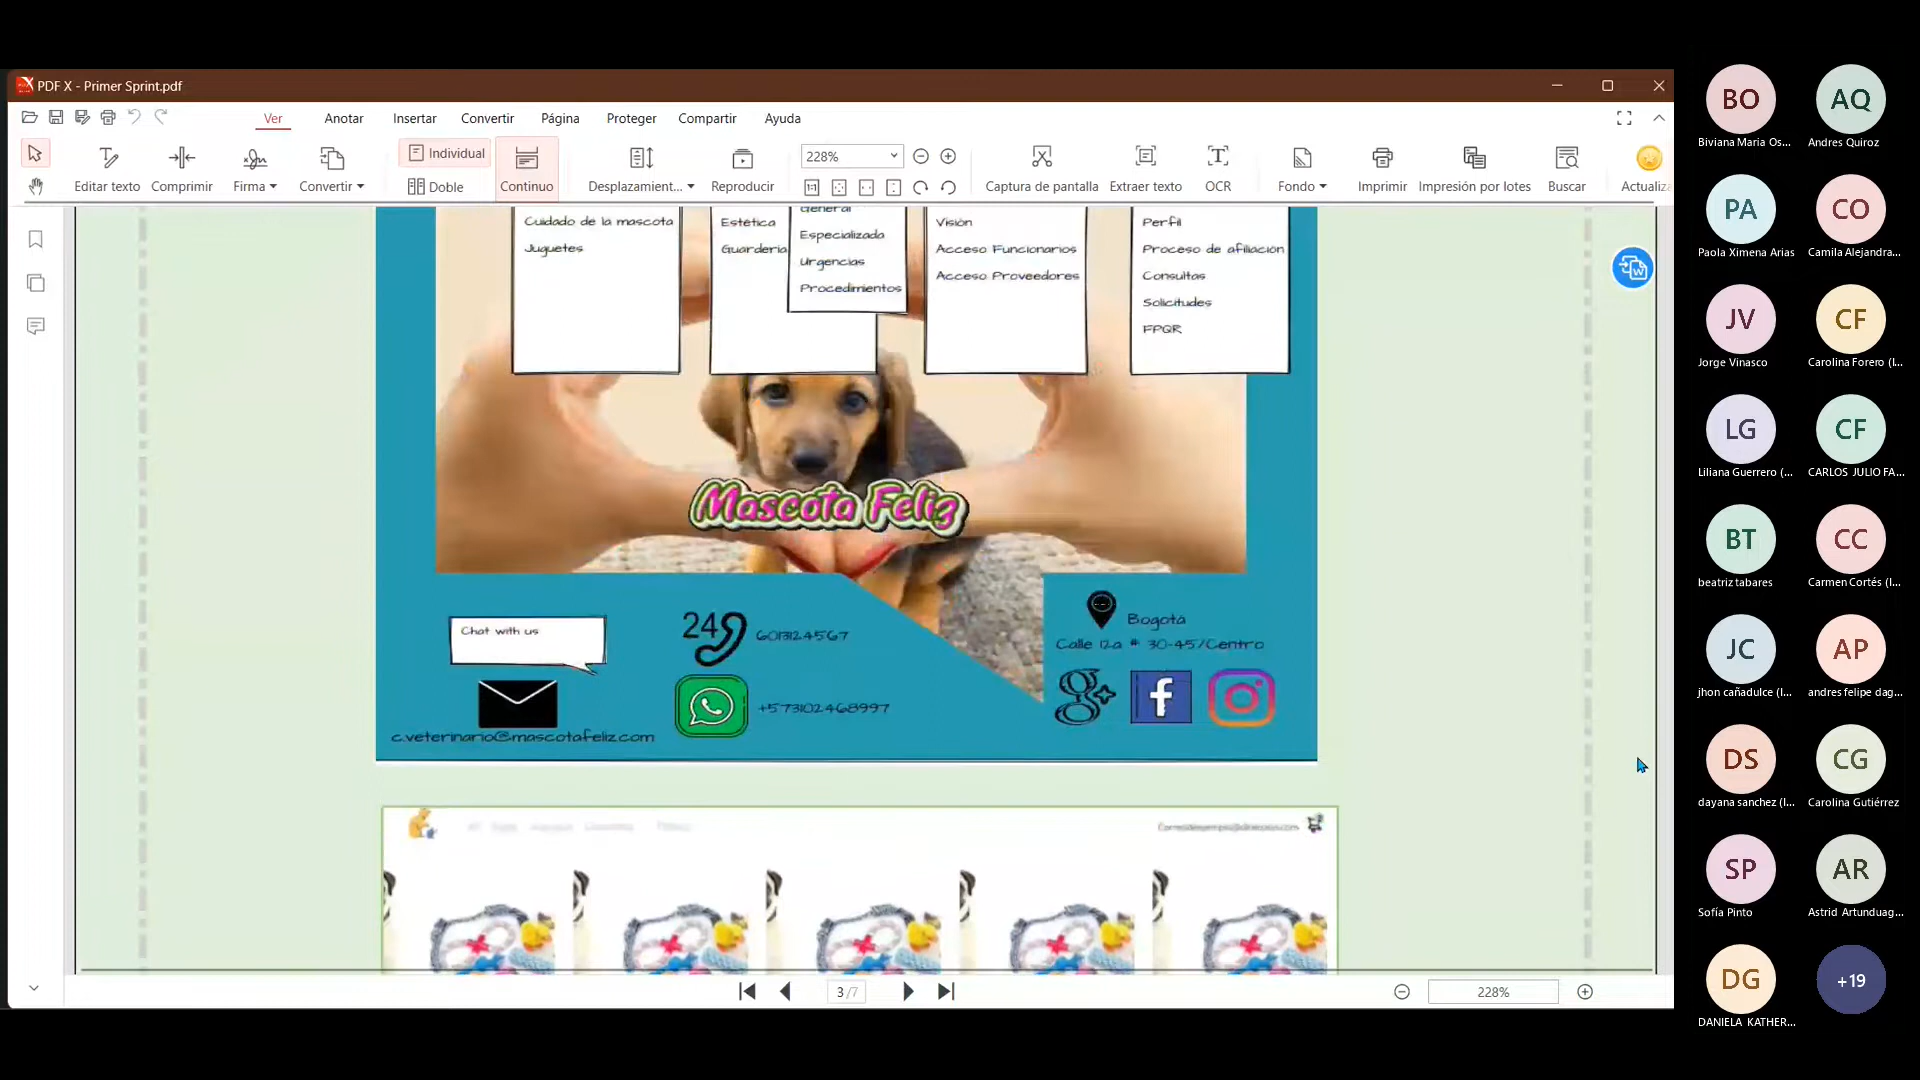 PDF X - Primer Sprint.pdf
Ver Anotar Insertar Convertir Página Proteger Compartir Ayuda
Individual
228%
Editar texto Comprimir Firma Convertir Doble Continuo Desplazamient... Reproducir Captura de pantalla Extraer texto OCR Fondo Imprimir Impresión por lotes Buscar Actualiza
General
Cuidado de la mascota
Juguetes
Estética
Guardería
Especializada
Urgencias
Procedimientos
Visión
Acceso Funcionarios
Acceso Proveedores
Perfil
Proceso de afiliación
Consultas
Solicitudes
FPQR
Mascota Feliz
Chat with us
c.veterinario@mascotafeliz.com
24
6013124567
+573102468997
Bogota
Calle 12a # 30-45/Centro
3 /7
228%
BO
Biviana Maria Os...
AQ
Andres Quiroz
PA
Paola Ximena Arias
CO
Camila Alejandra...
JV
Jorge Vinasco
CF
Carolina Forero (I...
LG
Liliana Guerrero (...
CF
CARLOS JULIO FA...
BT
beatriz tabares
CC
Carmen Cortés (I...
JC
jhon cañadulce (I...
AP
andres felipe dag...
DS
dayana sanchez (I...
CG
Carolina Gutiérrez
SP
Sofía Pinto
AR
Astrid Artunduag...
DG
DANIELA KATHER...
+19